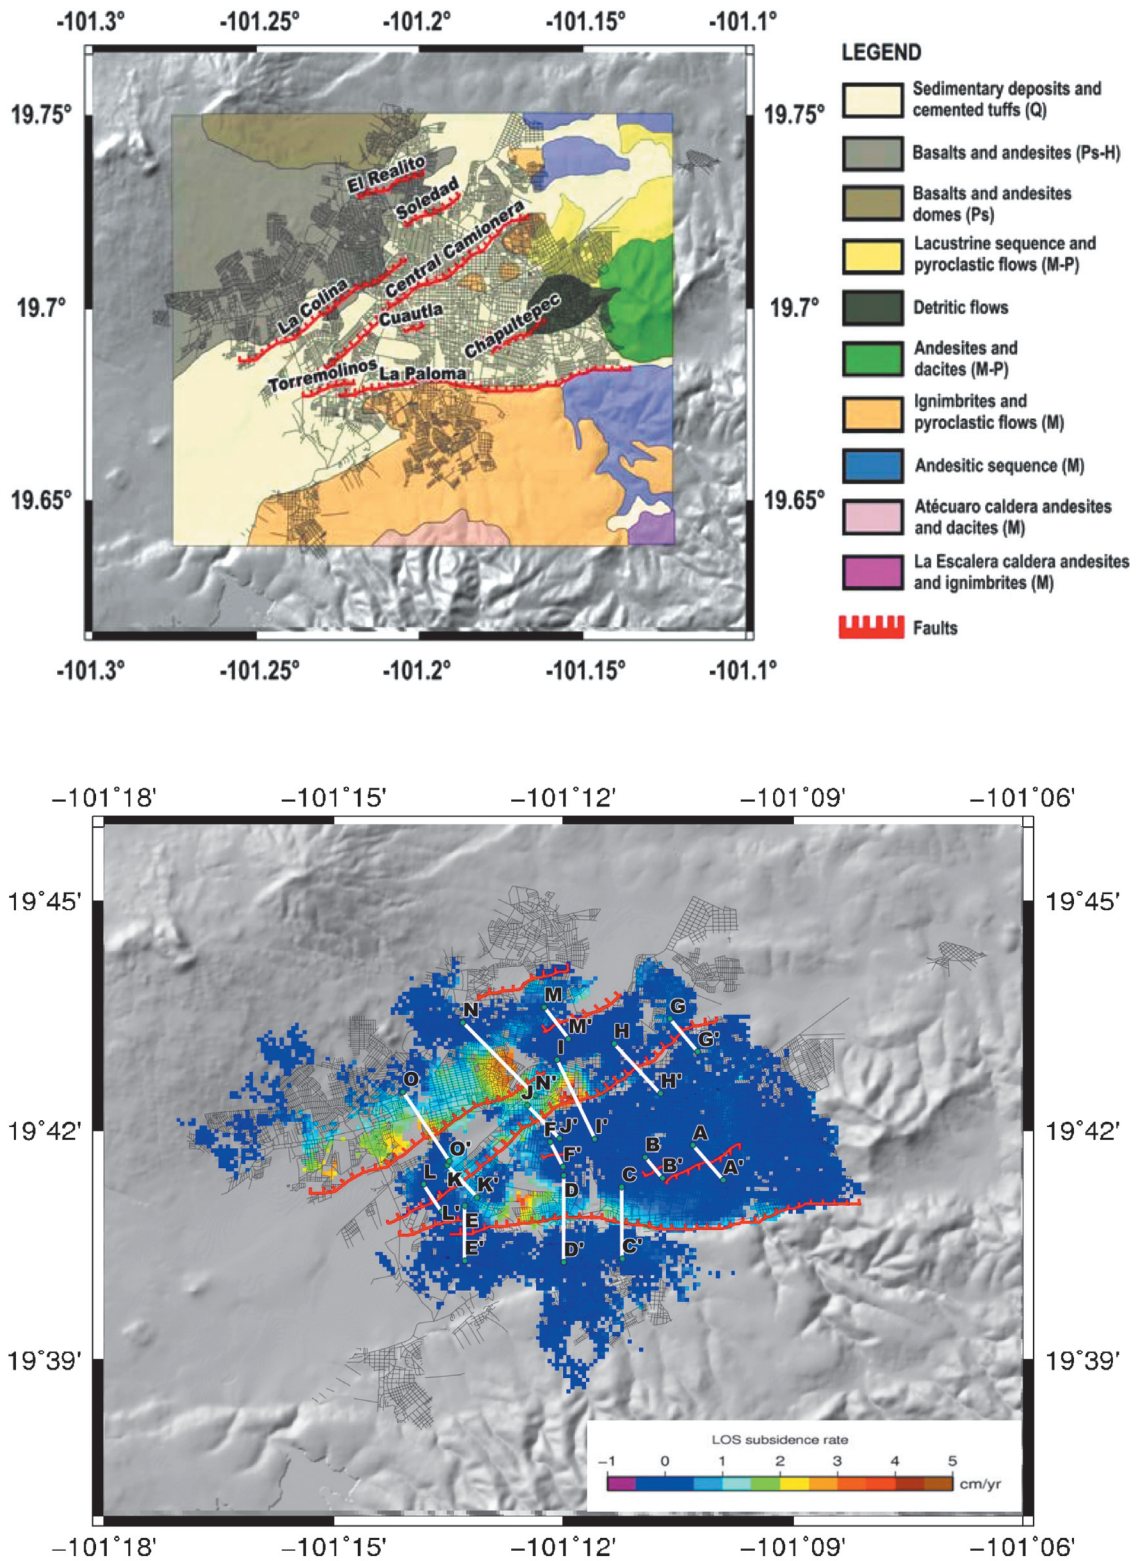 -101.3° -101.25° -101.2° -101.15° -101.1°
LEGEND
19.75° 19.75°
Sedimentary deposits and
cemented tuffs (Q)
Basalts and andesites (Ps-H)
Basalts and andesites
domes (Ps)
Lacustrine sequence and
pyroclastic flows (M-P)
Detritic flows
Andesites and
dacites (M-P)
Ignimbrites and
pyroclastic flows (M)
Andesitic sequence (M)
Atécuaro caldera andesites
and dacites (M)
La Escalera caldera andesites
and ignimbrites (M)
Faults
El Realito
Soledad
Central Camionera
19.7° 19.7°
La Colina
Cuautla
Chapultepec
Torremolinos
La Paloma
19.65° 19.65°
-101.3° -101.25° -101.2° -101.15° -101.1°
−101°18' −101°15' −101°12' −101°09' −101°06'
19°45' 19°45'
N M G
M' H G'
I
O N' H'
J
19°42' 19°42'
F J' I' A
O' F' B
L K B' A'
K' D C
L' E
E' D' C'
19°39' 19°39'
LOS subsidence rate
−1 0 1 2 3 4 5
cm/yr
−101°18' −101°15' −101°12' −101°09' −101°06'